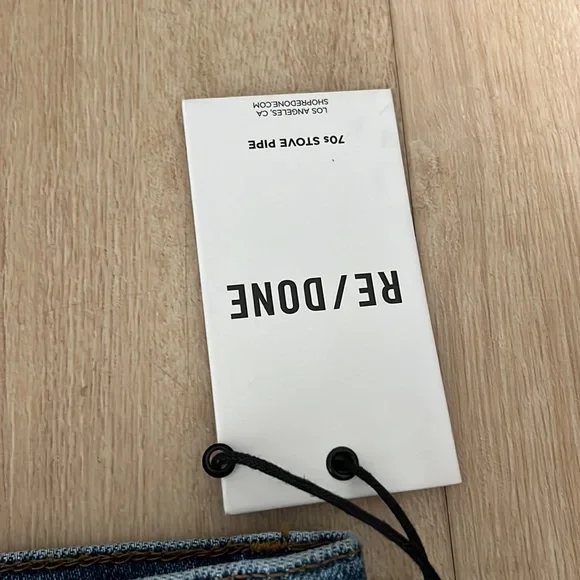 RE/DONE
70s STOVE PIPE
LOS ANGELES, CA
SHOPREDONE.COM